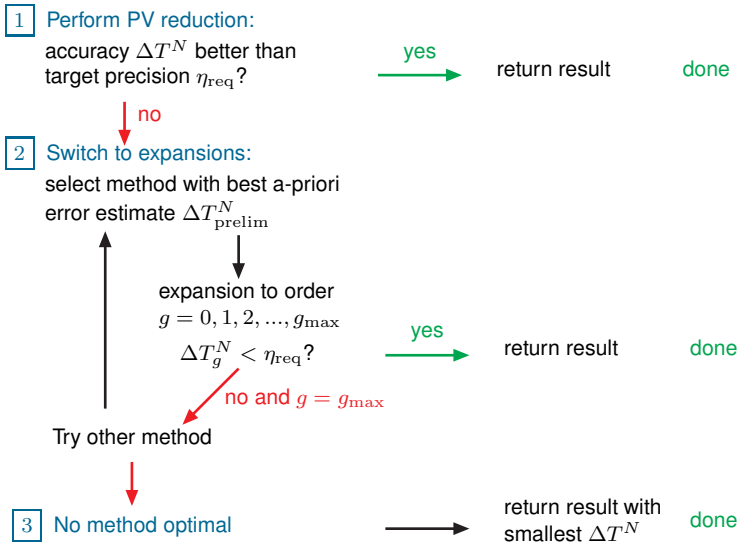 1 Perform PV reduction:
accuracy ΔT^N better than
target precision η_req?
yes
return result
done
no
2 Switch to expansions:
select method with best a-priori
error estimate ΔT^N_prelim
expansion to order
g = 0, 1, 2, ..., g_max
ΔT^N_g < η_req?
yes
return result
done
no and g = g_max
Try other method
3 No method optimal
return result with
smallest ΔT^N
done